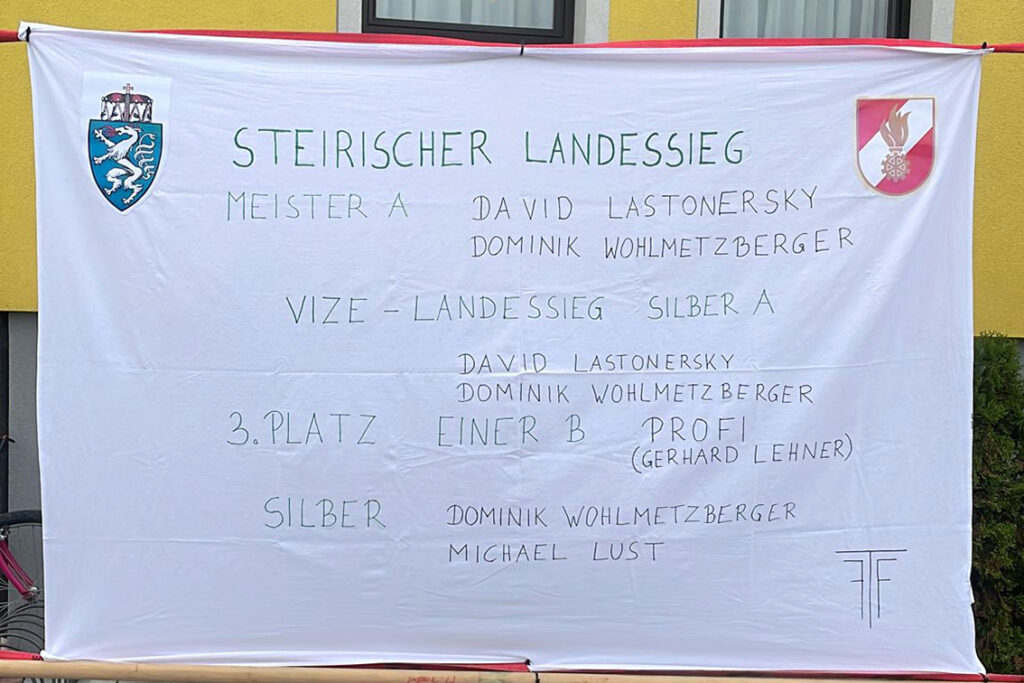 STEIRISCHER LANDESSIEG
MEISTER A DAVID LASTONERSKY
DOMINIK WOHLMETZBERGER
VIZE - LANDESSIEG SILBER A
DAVID LASTONERSKY
DOMINIK WOHLMETZBERGER
3. PLATZ EINER B PROFI
(GERHARD LEHNER)
SILBER DOMINIK WOHLMETZBERGER
MICHAEL LUST
FTF